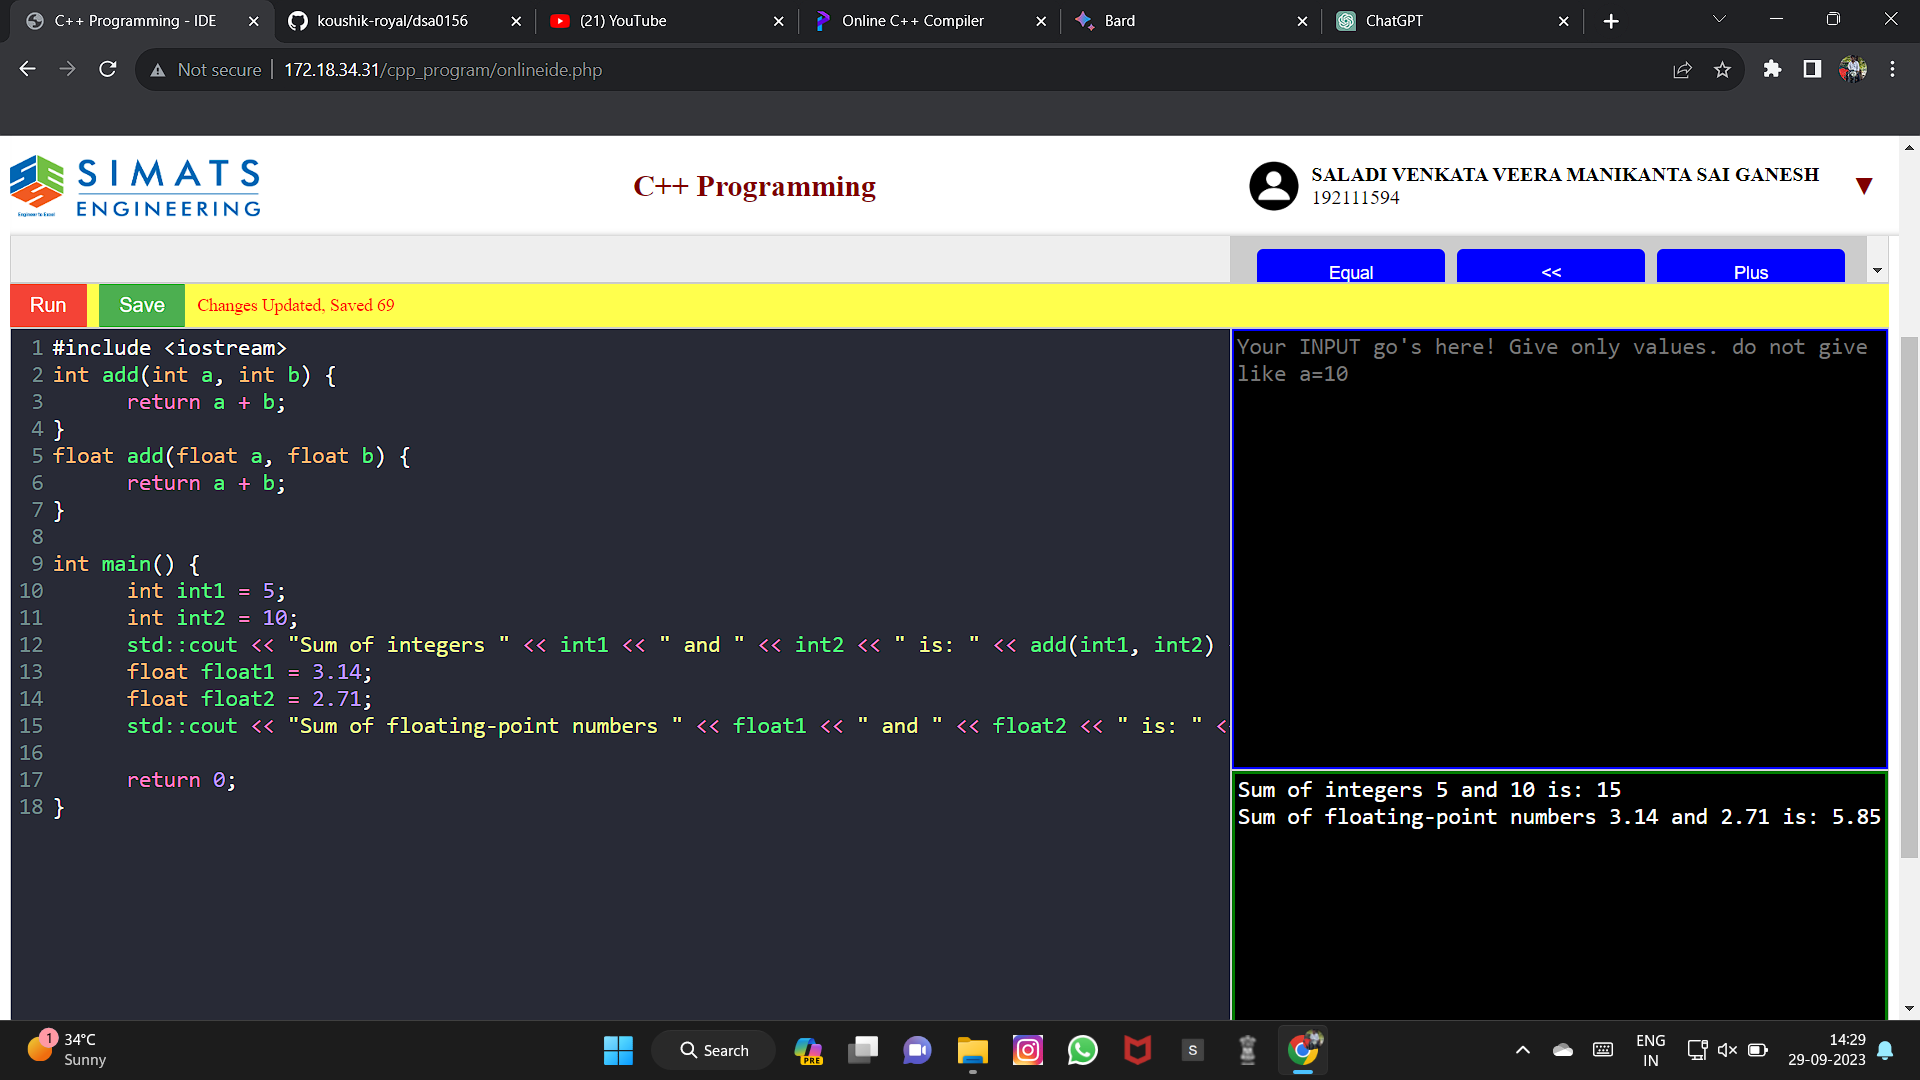 C++ Programming - IDE
koushik-royal/dsa0156
(21) YouTube
Online C++ Compiler
Bard
ChatGPT
Not secure
172.18.34.31/cpp_program/onlineide.php
SIMATS
ENGINEERING
Engineer to Excel
C++ Programming
SALADI VENKATA VEERA MANIKANTA SAI GANESH
192111594
Equal
<<
Plus
Run
Save
Changes Updated, Saved 69
1 #include <iostream>
2 int add(int a, int b) {
3 return a + b;
4 }
5 float add(float a, float b) {
6 return a + b;
7 }
8
9 int main() {
10 int int1 = 5;
11 int int2 = 10;
12 std::cout << "Sum of integers " << int1 << " and " << int2 << " is: " << add(int1, int2)
13 float float1 = 3.14;
14 float float2 = 2.71;
15 std::cout << "Sum of floating-point numbers " << float1 << " and " << float2 << " is: " <
16
17 return 0;
18 }
Your INPUT go's here! Give only values. do not give
like a=10
Sum of integers 5 and 10 is: 15
Sum of floating-point numbers 3.14 and 2.71 is: 5.85
1
34°C
Sunny
Search
PRE
S
ENG
IN
14:29
29-09-2023